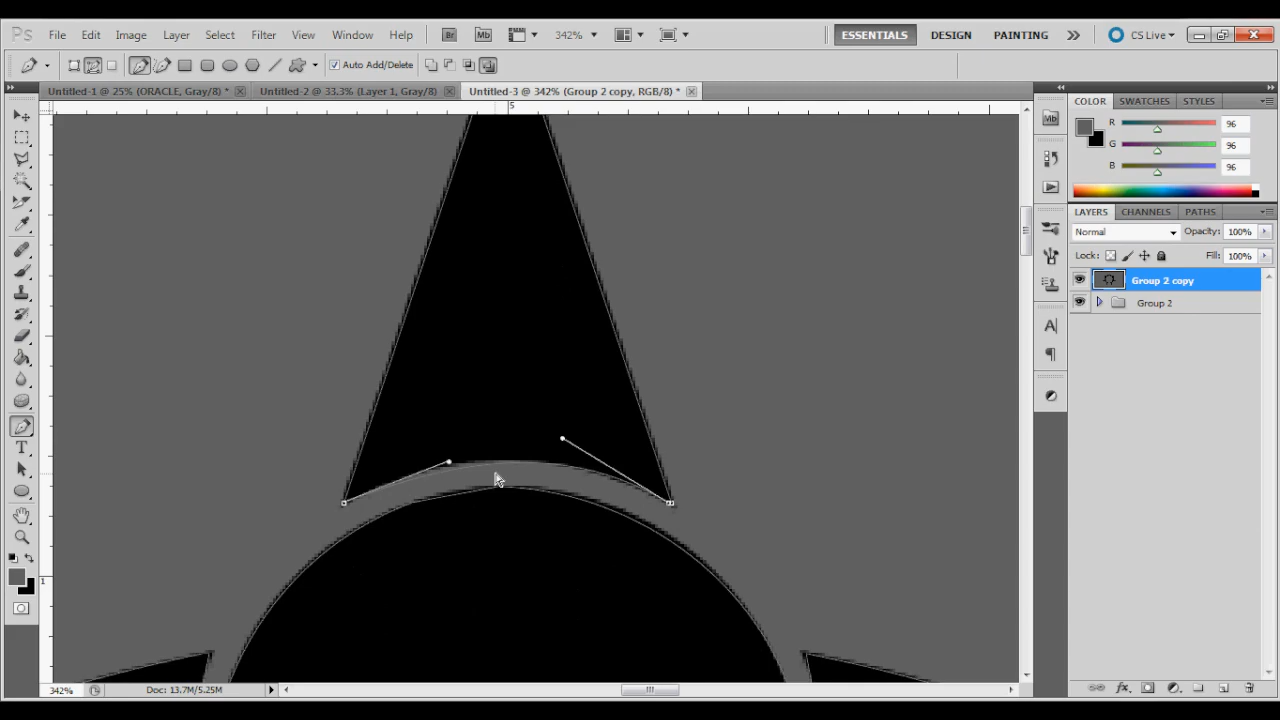 Ps File Edit Image Layer Select Filter View Window Help Br Mb 342% ESSENTIALS DESIGN PAINTING CS Live
Auto Add/Delete
Untitled-1 @ 25% (ORACLE, Gray/8) * Untitled-2 @ 33.3% (Layer 1, Gray/8) Untitled-3 @ 342% (Group 2 copy, RGB/8) *
5
1
Mb
COLOR SWATCHES STYLES
R 96
G 96
B 96
LAYERS CHANNELS PATHS
Normal Opacity: 100%
Lock: Fill: 100%
Group 2 copy
Group 2
342% Doc: 13.7M/5.25M